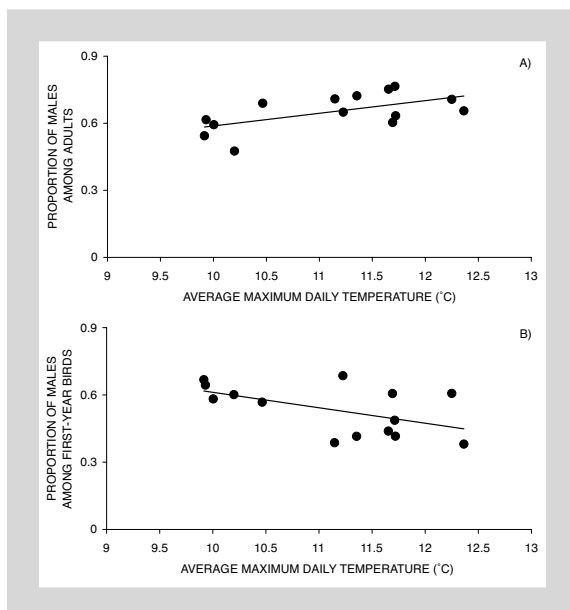 A)
0.9
0.6
0.3
0
PROPORTION OF MALES
AMONG ADULTS
9 9.5 10 10.5 11 11.5 12 12.5 13
AVERAGE MAXIMUM DAILY TEMPERATURE (˚C)
B)
0.9
0.6
0.3
0
PROPORTION OF MALES
AMONG FIRST-YEAR BIRDS
9 9.5 10 10.5 11 11.5 12 12.5 13
AVERAGE MAXIMUM DAILY TEMPERATURE (˚C)